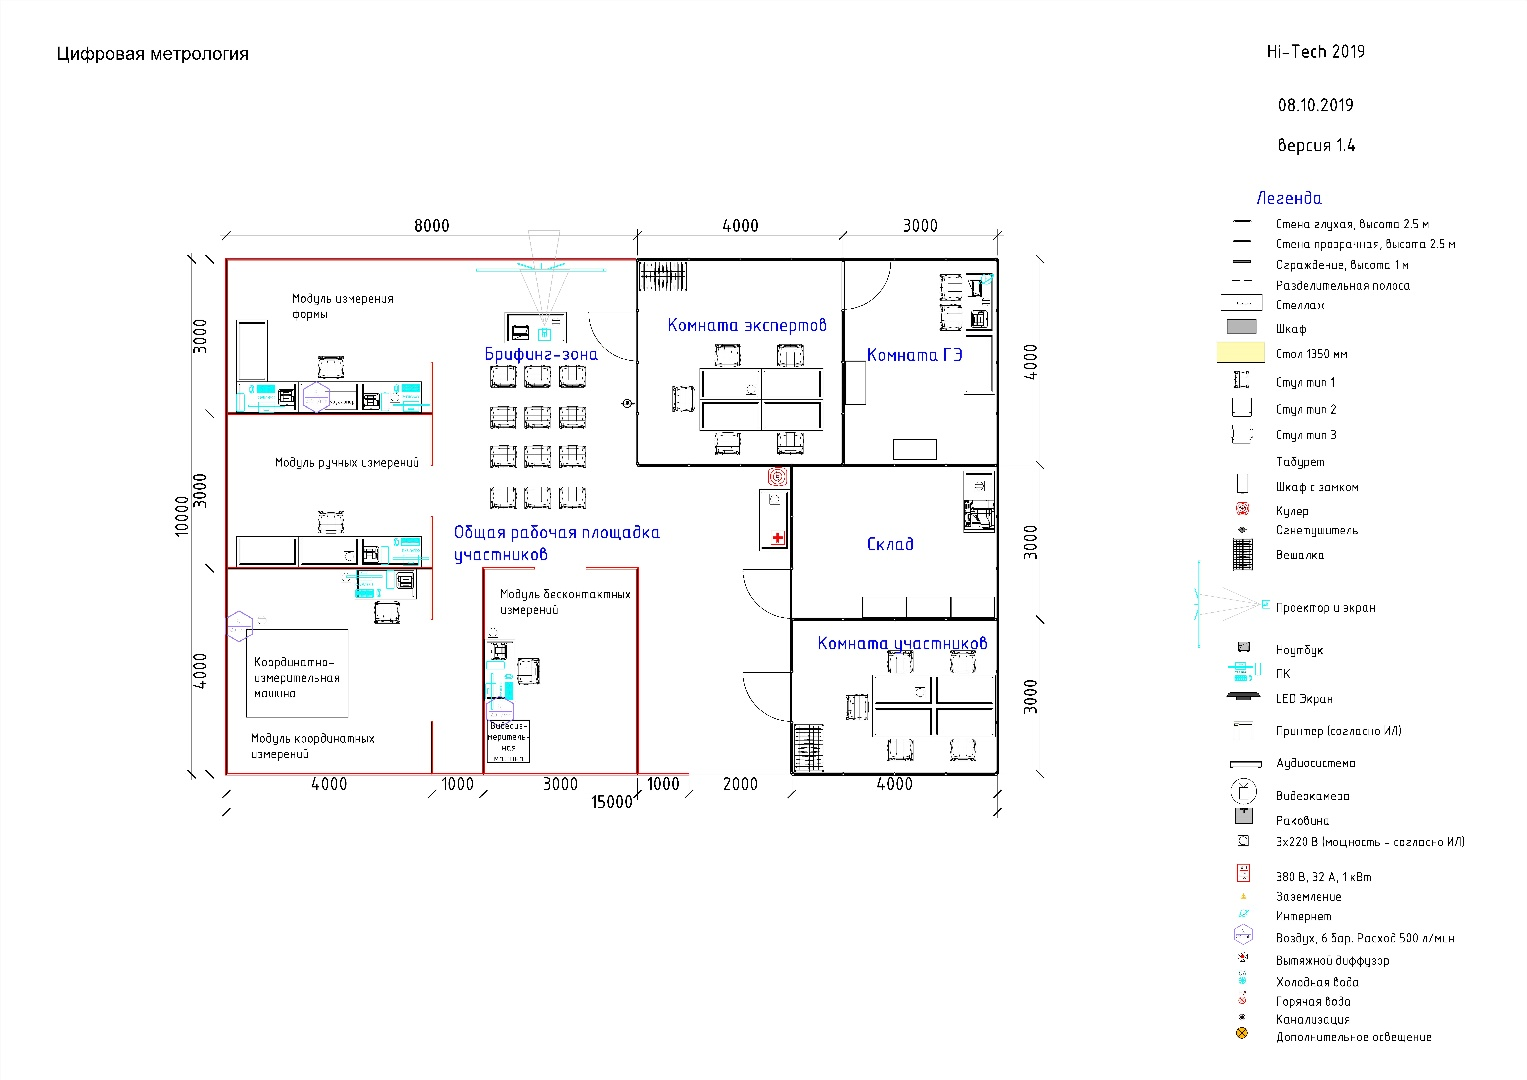 Цифровая метрология
Hi-Tech 2019
08.10.2019
версия 1.4
8000
4000
3000
Модуль измерения
формы
3000
Брифинг-зона
Комната экспертов
Комната ГЭ
4000
Модуль ручных измерений
3000
10000
Общая рабочая площадка
участников
Склад
3000
Модуль бесконтактных
измерений
Координатно-
измерительная
машина
4000
Модуль координатных
измерений
Видеоиз-
меритель-
ная
машина
Комната участников
3000
4000
1000
3000
1000
2000
4000
15000
Легенда
Стена глухая, высота 2.5 м
Стена прозрачная, высота 2.5 м
Ограждение, высота 1 м
Разделительная полоса
Стеллаж
Шкаф
Стол 1350 мм
Стул тип 1
Стул тип 2
Стул тип 3
Табурет
Шкаф с замком
Кулер
Огнетушитель
Вешалка
Проектор и экран
Ноутбук
ПК
LED Экран
Принтер (согласно ИЛ)
Аудиосистема
Видеокамера
Раковина
3х220 В (мощность - согласно ИЛ)
380 В, 32 А, 1 кВт
Заземление
Интернет
Воздух, 6 бар. Расход 500 л/мин
Вытяжной диффузор
Холодная вода
Горячая вода
Канализация
Дополнительное освещение